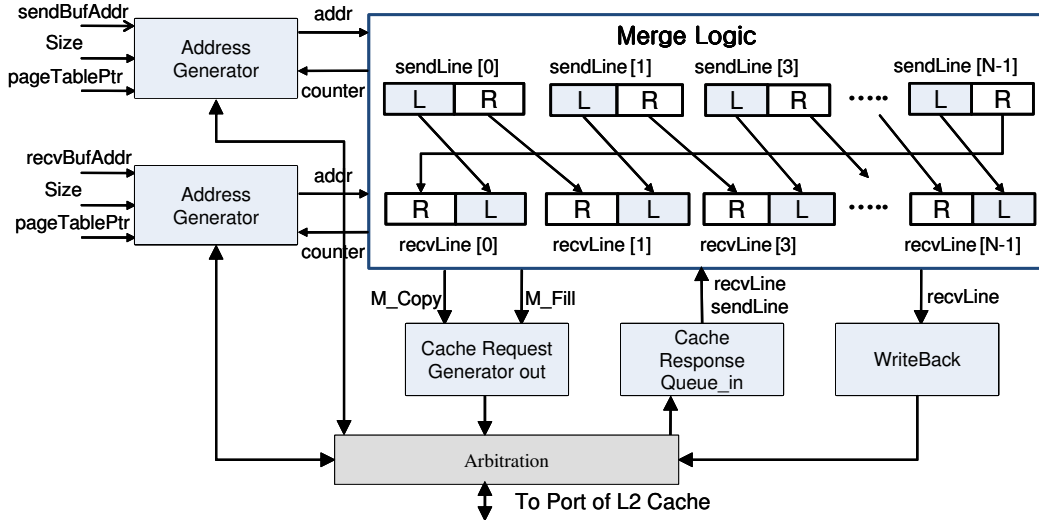 sendBufAddr
Size
pageTablePtr
Address
Generator
addr
counter
recvBufAddr
Size
pageTablePtr
Address
Generator
addr
counter
Merge Logic
sendLine [0]
sendLine [1]
sendLine [3]
sendLine [N-1]
L R
L R
L R
.....
L R
R L
R L
R L
.....
R L
recvLine [0]
recvLine [1]
recvLine [3]
recvLine [N-1]
M_Copy
M_Fill
recvLine
sendLine
recvLine
Cache Request
Generator out
Cache
Response
Queue_in
WriteBack
Arbitration
To Port of L2 Cache